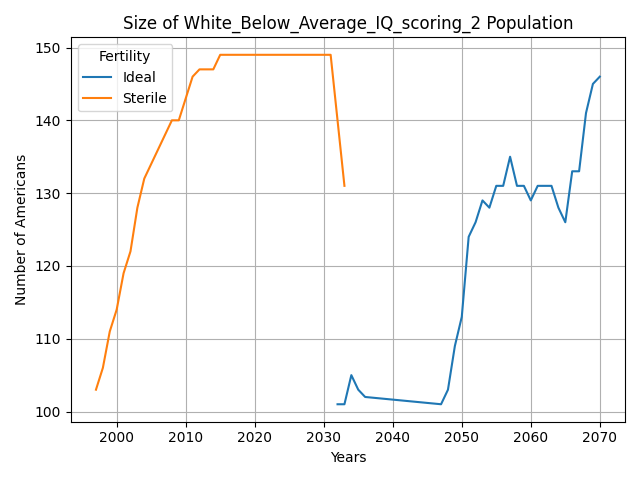 Size of White_Below_Average_IQ_scoring_2 Population
Fertility
Ideal
Sterile
Number of Americans
150
140
130
120
110
100
2000 2010 2020 2030 2040 2050 2060 2070
Years